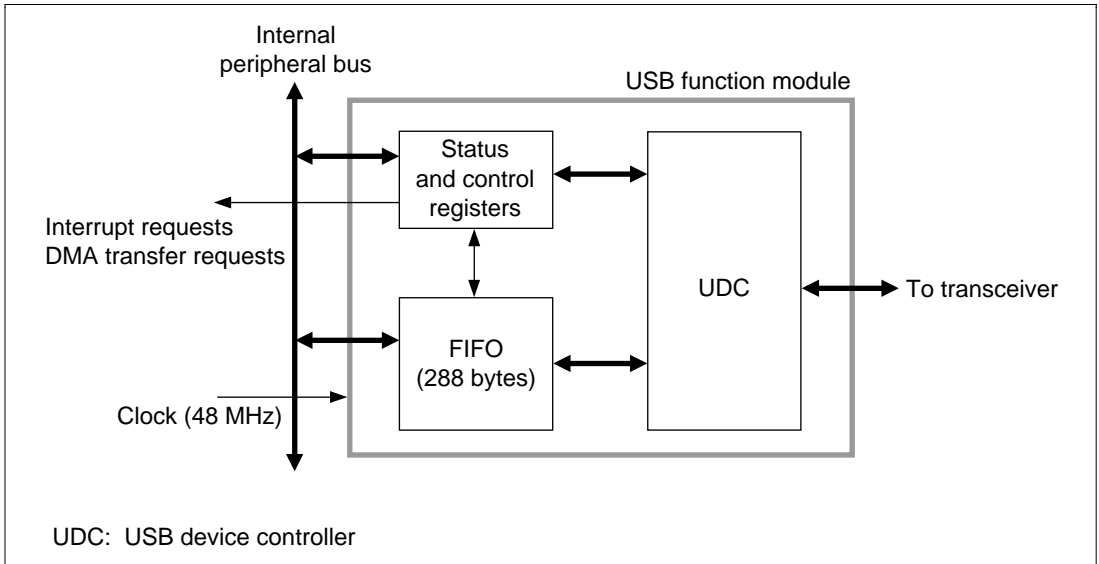 Internal
peripheral bus
USB function module
Status
and control
registers
Interrupt requests
DMA transfer requests
UDC
To transceiver
FIFO
(288 bytes)
Clock (48 MHz)
UDC: USB device controller